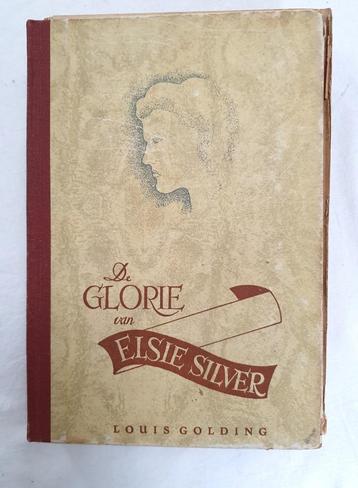 De
GLORIE
van
ELSIE SILVER
LOUIS GOLDING